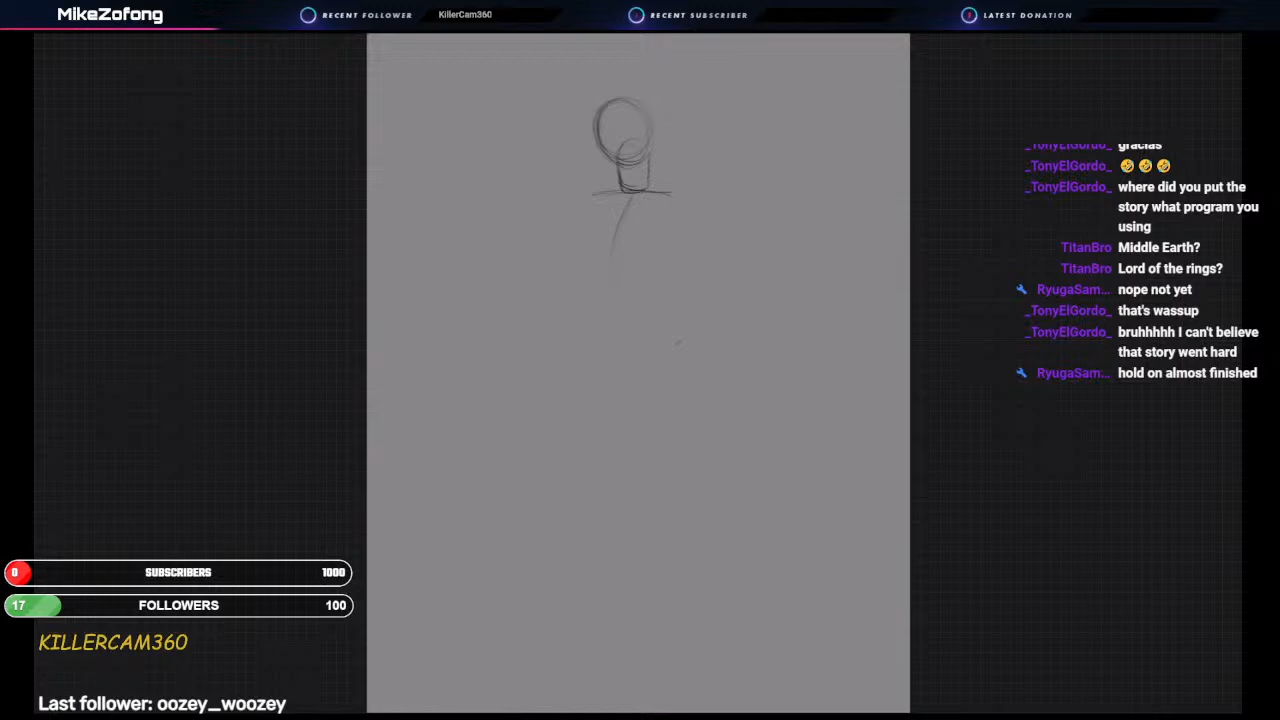 MikeZofong
RECENT FOLLOWER
KillerCam360
RECENT SUBSCRIBER
LATEST DONATION
_TonyElGordo_ gracias
_TonyElGordo_ 🤣 🤣 🤣
_TonyElGordo_ where did you put the
story what program you
using
TitanBro Middle Earth?
TitanBro Lord of the rings?
RyugaSam... nope not yet
_TonyElGordo_ that's wassup
_TonyElGordo_ bruhhhhh I can't believe
that story went hard
RyugaSam... hold on almost finished
0 SUBSCRIBERS 1000
17 FOLLOWERS 100
KILLERCAM360
Last follower: oozey_woozey